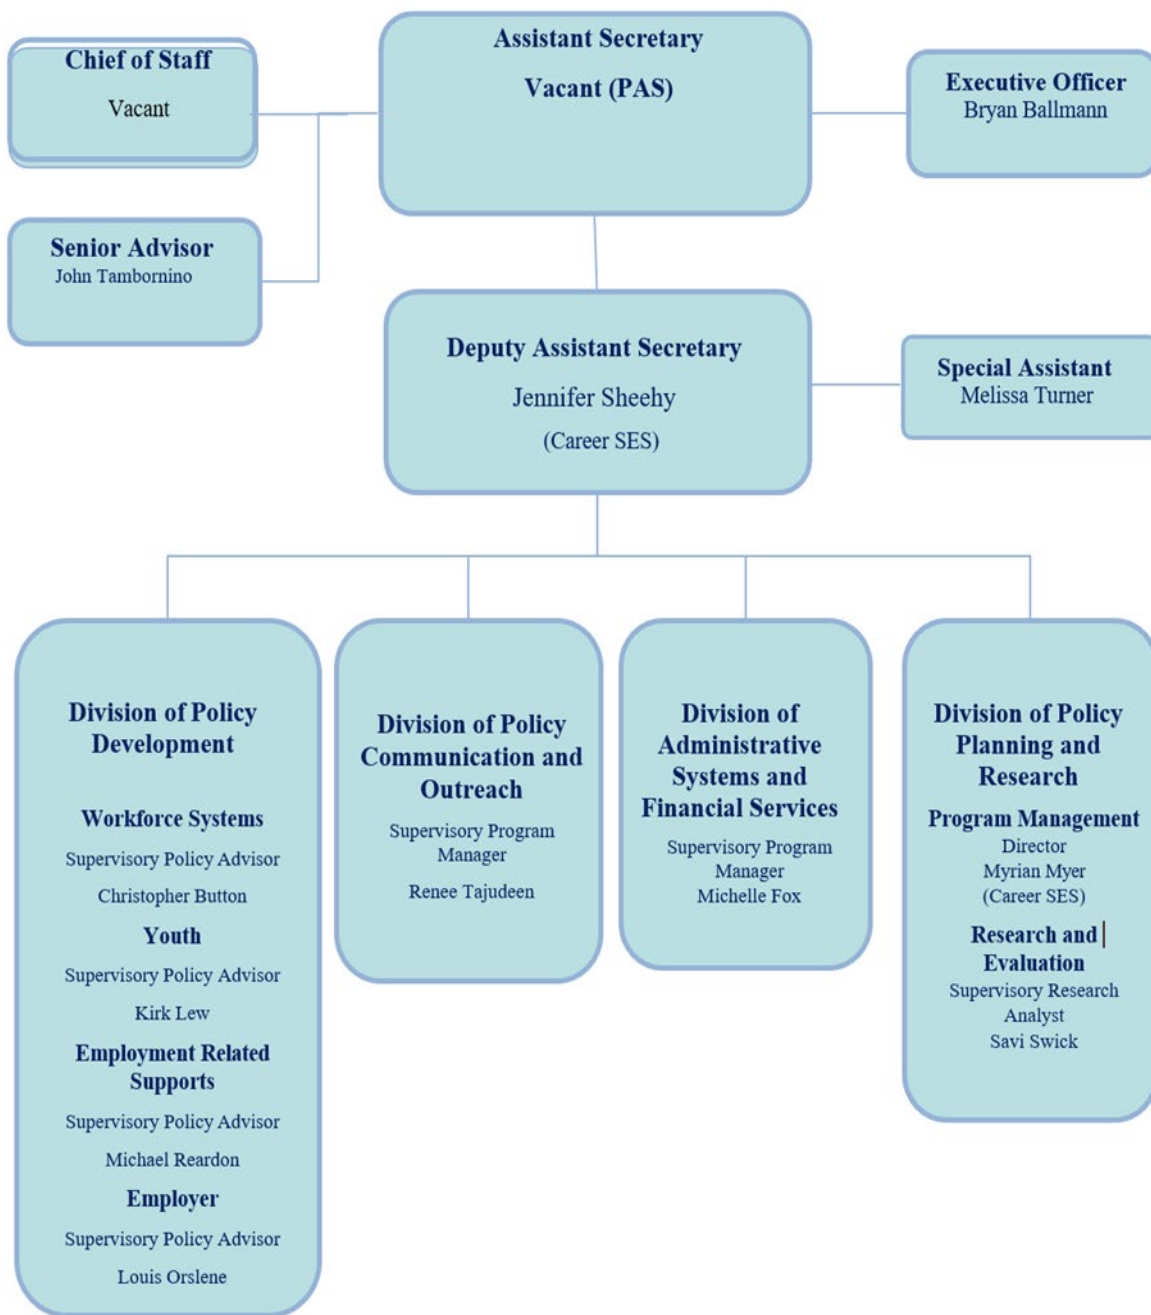 Chief of Staff
Vacant
Assistant Secretary
Vacant (PAS)
Executive Officer
Bryan Ballmann
Senior Advisor
John Tambornino
Deputy Assistant Secretary
Jennifer Sheehy
(Career SES)
Special Assistant
Melissa Turner
Division of Policy
Development
Workforce Systems
Supervisory Policy Advisor
Christopher Button
Youth
Supervisory Policy Advisor
Kirk Lew
Employment Related
Supports
Supervisory Policy Advisor
Michael Reardon
Employer
Supervisory Policy Advisor
Louis Orslene
Division of Policy
Communication and
Outreach
Supervisory Program
Manager
Renee Tajudeen
Division of
Administrative
Systems and
Financial Services
Supervisory Program
Manager
Michelle Fox
Division of Policy
Planning and
Research
Program Management
Director
Myrian Myer
(Career SES)
Research and
Evaluation
Supervisory Research
Analyst
Savi Swick